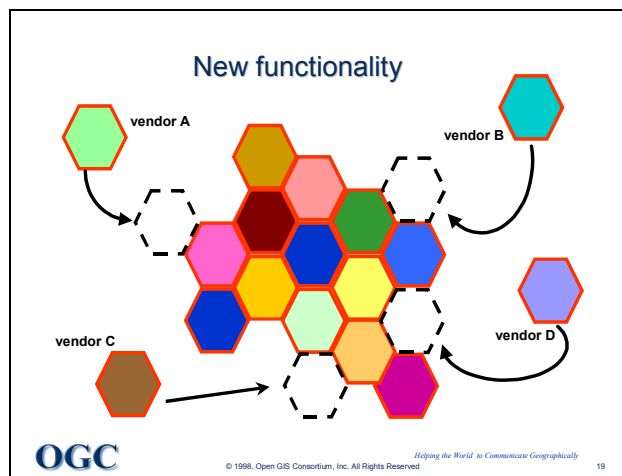 New functionality
vendor A
vendor B
vendor C
vendor D
OGC
Helping the World to Communicate Geographically
© 1998, Open GIS Consortium, Inc. All Rights Reserved
19